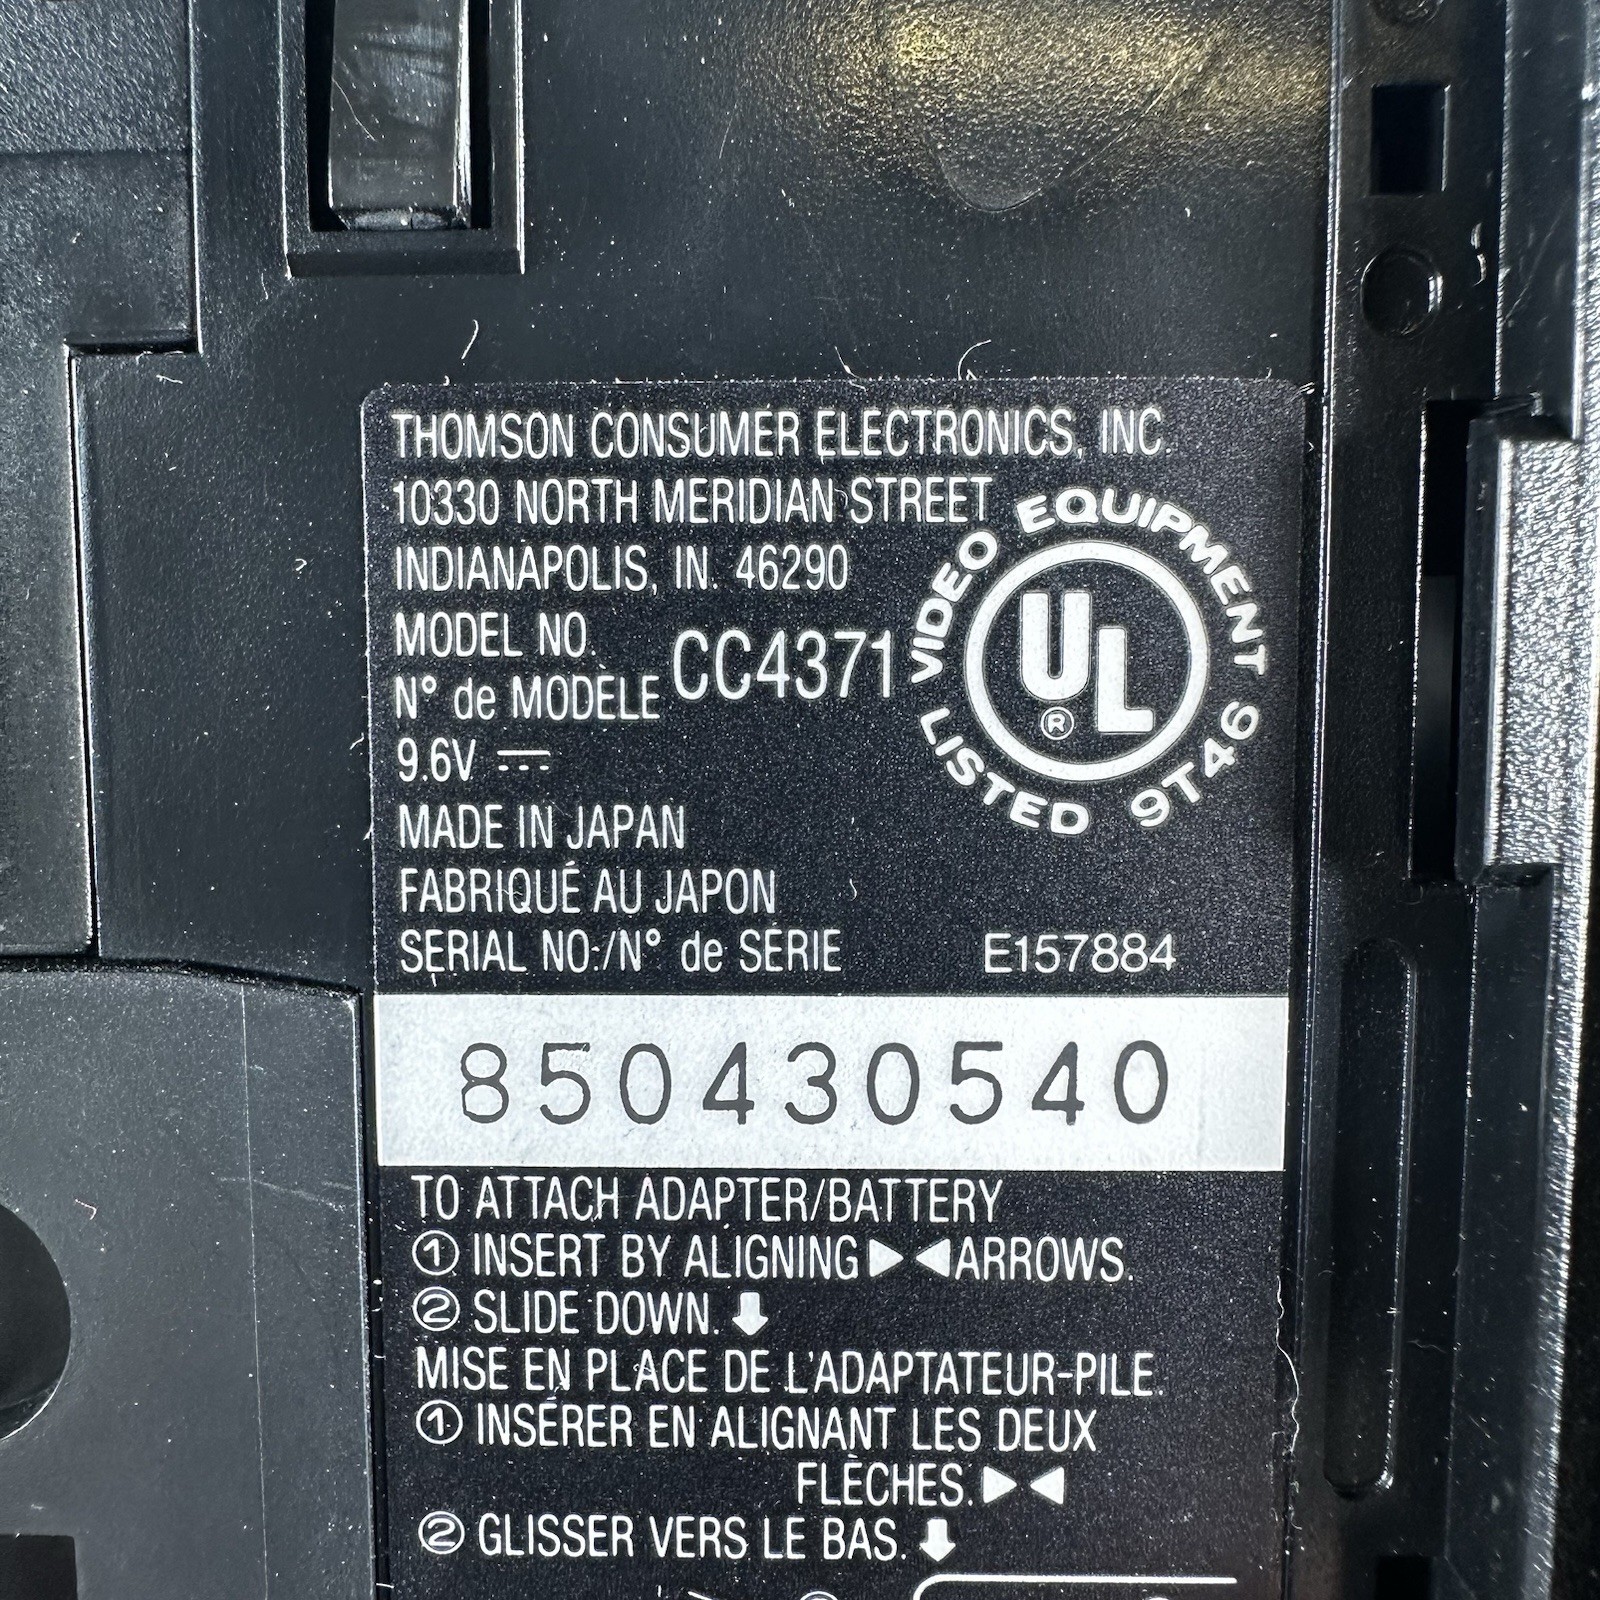 THOMSON CONSUMER ELECTRONICS, INC.
10330 NORTH MERIDIAN STREET
INDIANAPOLIS, IN. 46290
MODEL NO.
N° de MODÈLE
CC4371
9.6V ⎓
MADE IN JAPAN
FABRIQUÉ AU JAPON
SERIAL NO:/N° de SÉRIE
E157884
VIDEO EQUIPMENT 9T46
UL ®
LISTED
850430540
TO ATTACH ADAPTER/BATTERY
① INSERT BY ALIGNING ▶◀ ARROWS.
② SLIDE DOWN. ⬇
MISE EN PLACE DE L'ADAPTATEUR-PILE.
① INSÉRER EN ALIGNANT LES DEUX
FLÈCHES. ▶◀
② GLISSER VERS LE BAS. ⬇